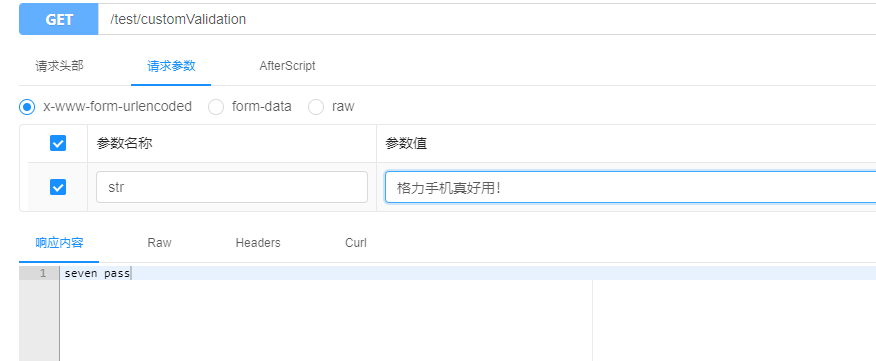 GET /test/customValidation
请求头部 请求参数 AfterScript
x-www-form-urlencoded form-data raw
参数名称 参数值
str 格力手机真好用!
响应内容 Raw Headers Curl
1 seven pass